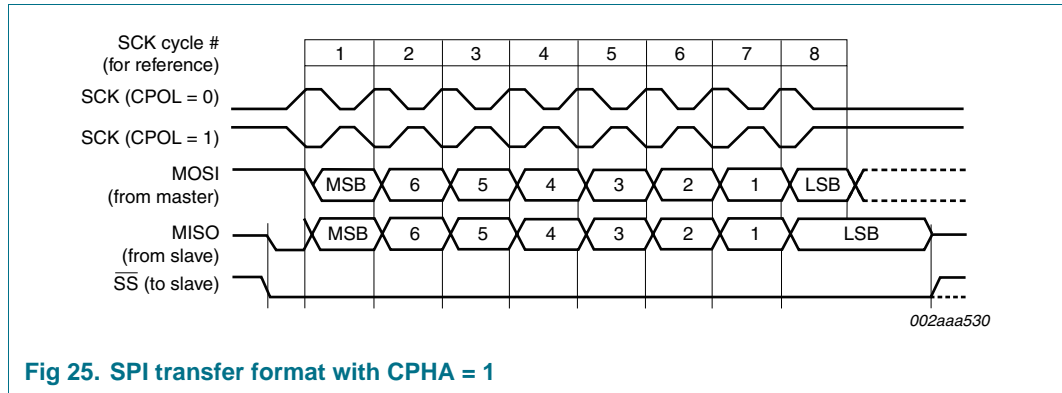 SCK cycle #
(for reference)
1 2 3 4 5 6 7 8
SCK (CPOL = 0)
SCK (CPOL = 1)
MOSI
(from master)
MSB 6 5 4 3 2 1 LSB
MISO
(from slave)
MSB 6 5 4 3 2 1 LSB
SS (to slave)
002aaa530
Fig 25. SPI transfer format with CPHA = 1